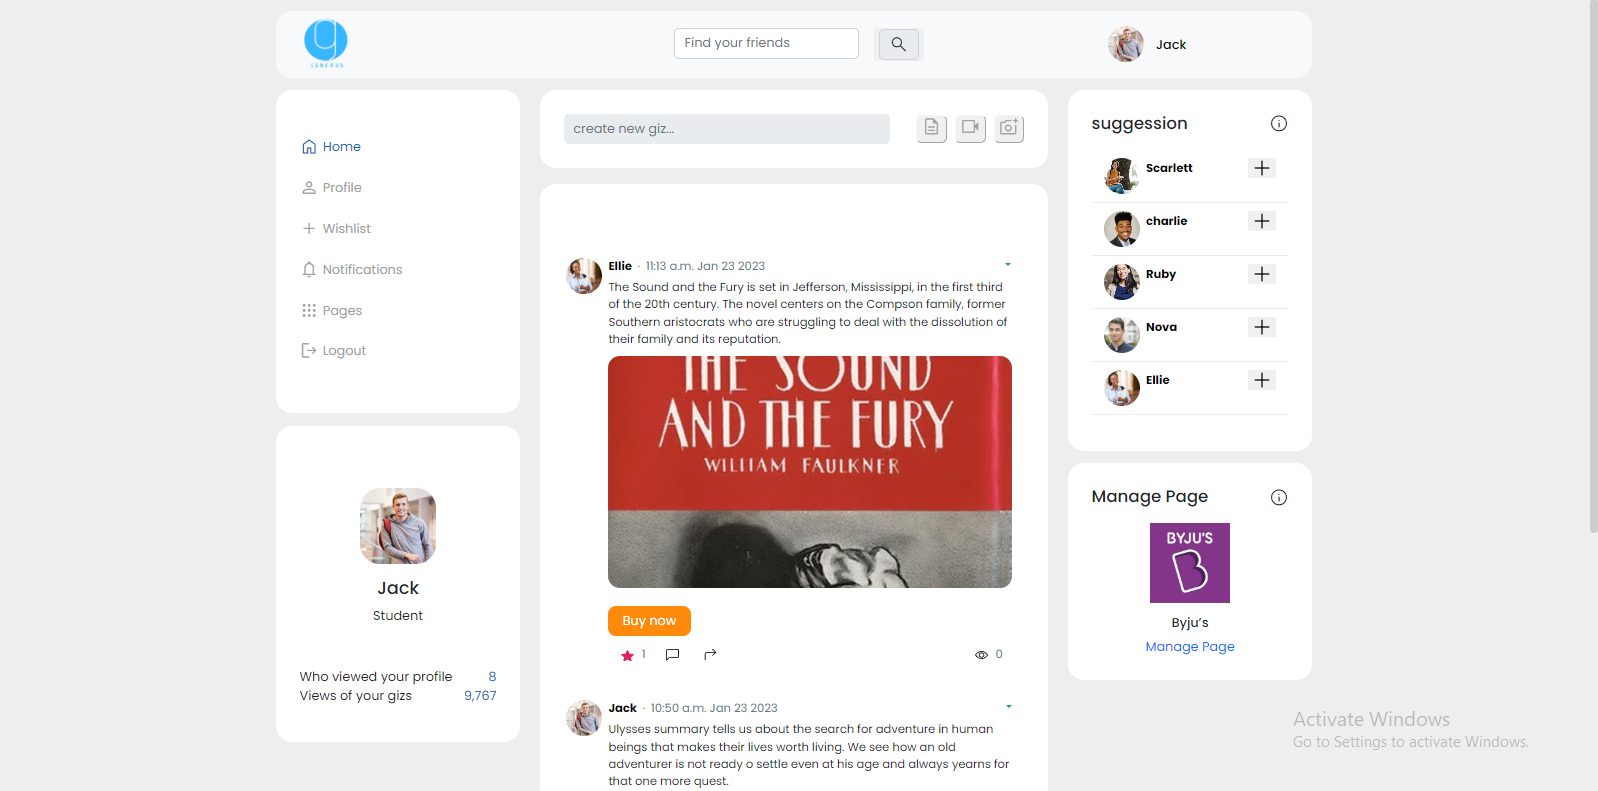 Find your friends
Jack
Home
Profile
Wishlist
Notifications
Pages
Logout
Jack
Student
Who viewed your profile 8
Views of your gizs 9,767
create new giz...
Ellie · 11:13 a.m. Jan 23 2023
The Sound and the Fury is set in Jefferson, Mississippi, in the first third
of the 20th century. The novel centers on the Compson family, former
Southern aristocrats who are struggling to deal with the dissolution of
their family and its reputation.
THE SOUND
AND THE FURY
WILLIAM FAULKNER
Buy now
1
0
Jack · 10:50 a.m. Jan 23 2023
Ulysses summary tells us about the search for adventure in human
beings that makes their lives worth living. We see how an old
adventurer is not ready o settle even at his age and always yearns for
that one more quest.
suggession
Scarlett
charlie
Ruby
Nova
Ellie
Manage Page
BYJU'S
B
Byju's
Manage Page
Activate Windows
Go to Settings to activate Windows.